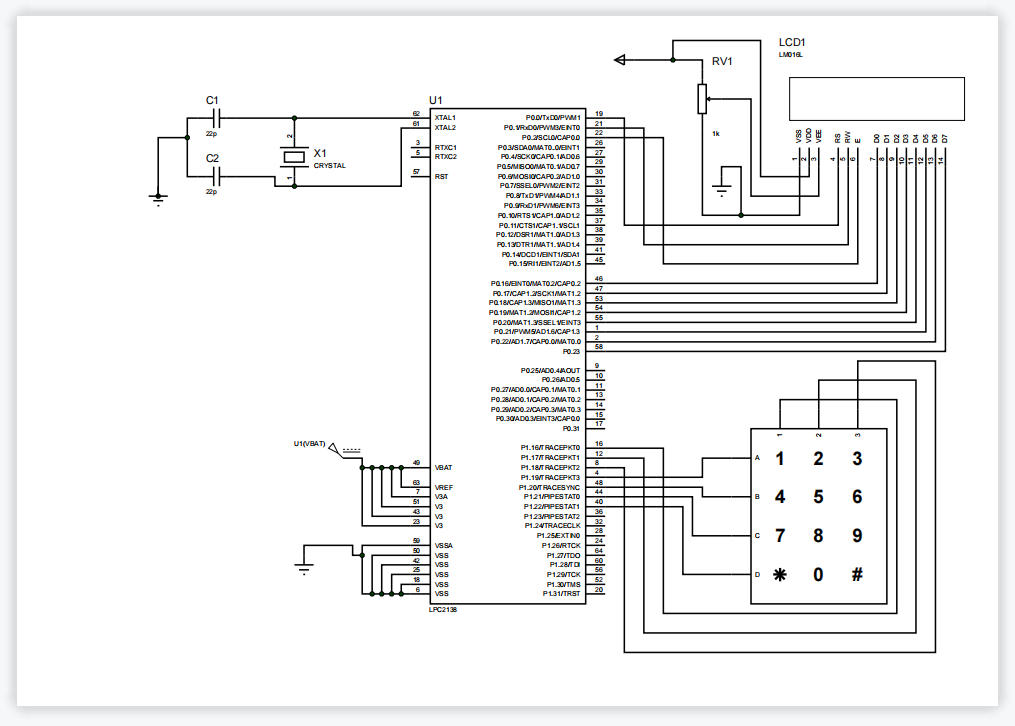 C1
22p
C2
22p
2
1
X1
CRYSTAL
U1
62
61
3
5
57
XTAL1
XTAL2
RTXC1
RTXC2
RST
U1(VBAT)
49
63
7
51
43
23
59
50
42
25
18
6
VBAT
VREF
V3A
V3
V3
V3
VSSA
VSS
VSS
VSS
VSS
VSS
LPC2138
P0.0/TxD0/PWM1 19
P0.1/RxD0/PWM3/EINT0 21
P0.2/SCL0/CAP0.0 22
P0.3/SDA0/MAT0.0/EINT1 26
P0.4/SCK0/CAP0.1/AD0.6 27
P0.5/MISO0/MAT0.1/AD0.7 29
P0.6/MOSI0/CAP0.2/AD1.0 30
P0.7/SSEL0/PWM2/EINT2 31
P0.8/TxD1/PWM4/AD1.1 33
P0.9/RxD1/PWM6/EINT3 34
P0.10/RTS1/CAP1.0/AD1.2 35
P0.11/CTS1/CAP1.1/SCL1 37
P0.12/DSR1/MAT1.0/AD1.3 38
P0.13/DTR1/MAT1.1/AD1.4 39
P0.14/DCD1/EINT1/SDA1 41
P0.15/RI1/EINT2/AD1.5 45
P0.16/EINT0/MAT0.2/CAP0.2 46
P0.17/CAP1.2/SCK1/MAT1.2 47
P0.18/CAP1.3/MISO1/MAT1.3 53
P0.19/MAT1.2/MOSI1/CAP1.2 54
P0.20/MAT1.3/SSEL1/EINT3 55
P0.21/PWM5/AD1.6/CAP1.3 1
P0.22/AD1.7/CAP0.0/MAT0.0 2
P0.23 58
P0.25/AD0.4/AOUT 9
P0.26/AD0.5 10
P0.27/AD0.0/CAP0.1/MAT0.1 11
P0.28/AD0.1/CAP0.2/MAT0.2 13
P0.29/AD0.2/CAP0.3/MAT0.3 14
P0.30/AD0.3/EINT3/CAP0.0 15
P0.31 17
P1.16/TRACEPKT0 16
P1.17/TRACEPKT1 12
P1.18/TRACEPKT2 8
P1.19/TRACEPKT3 4
P1.20/TRACESYNC 48
P1.21/PIPESTAT0 44
P1.22/PIPESTAT1 40
P1.23/PIPESTAT2 36
P1.24/TRACECLK 32
P1.25/EXTIN0 28
P1.26/RTCK 24
P1.27/TDO 64
P1.28/TDI 60
P1.29/TCK 56
P1.30/TMS 52
P1.31/TRST 20
RV1
1k
LCD1
LM016L
VSS VDD VEE RS RW E D0 D1 D2 D3 D4 D5 D6 D7
1 2 3 4 5 6 7 8 9 10 11 12 13 14
1 2 3
A 1 2 3
B 4 5 6
C 7 8 9
D * 0 #